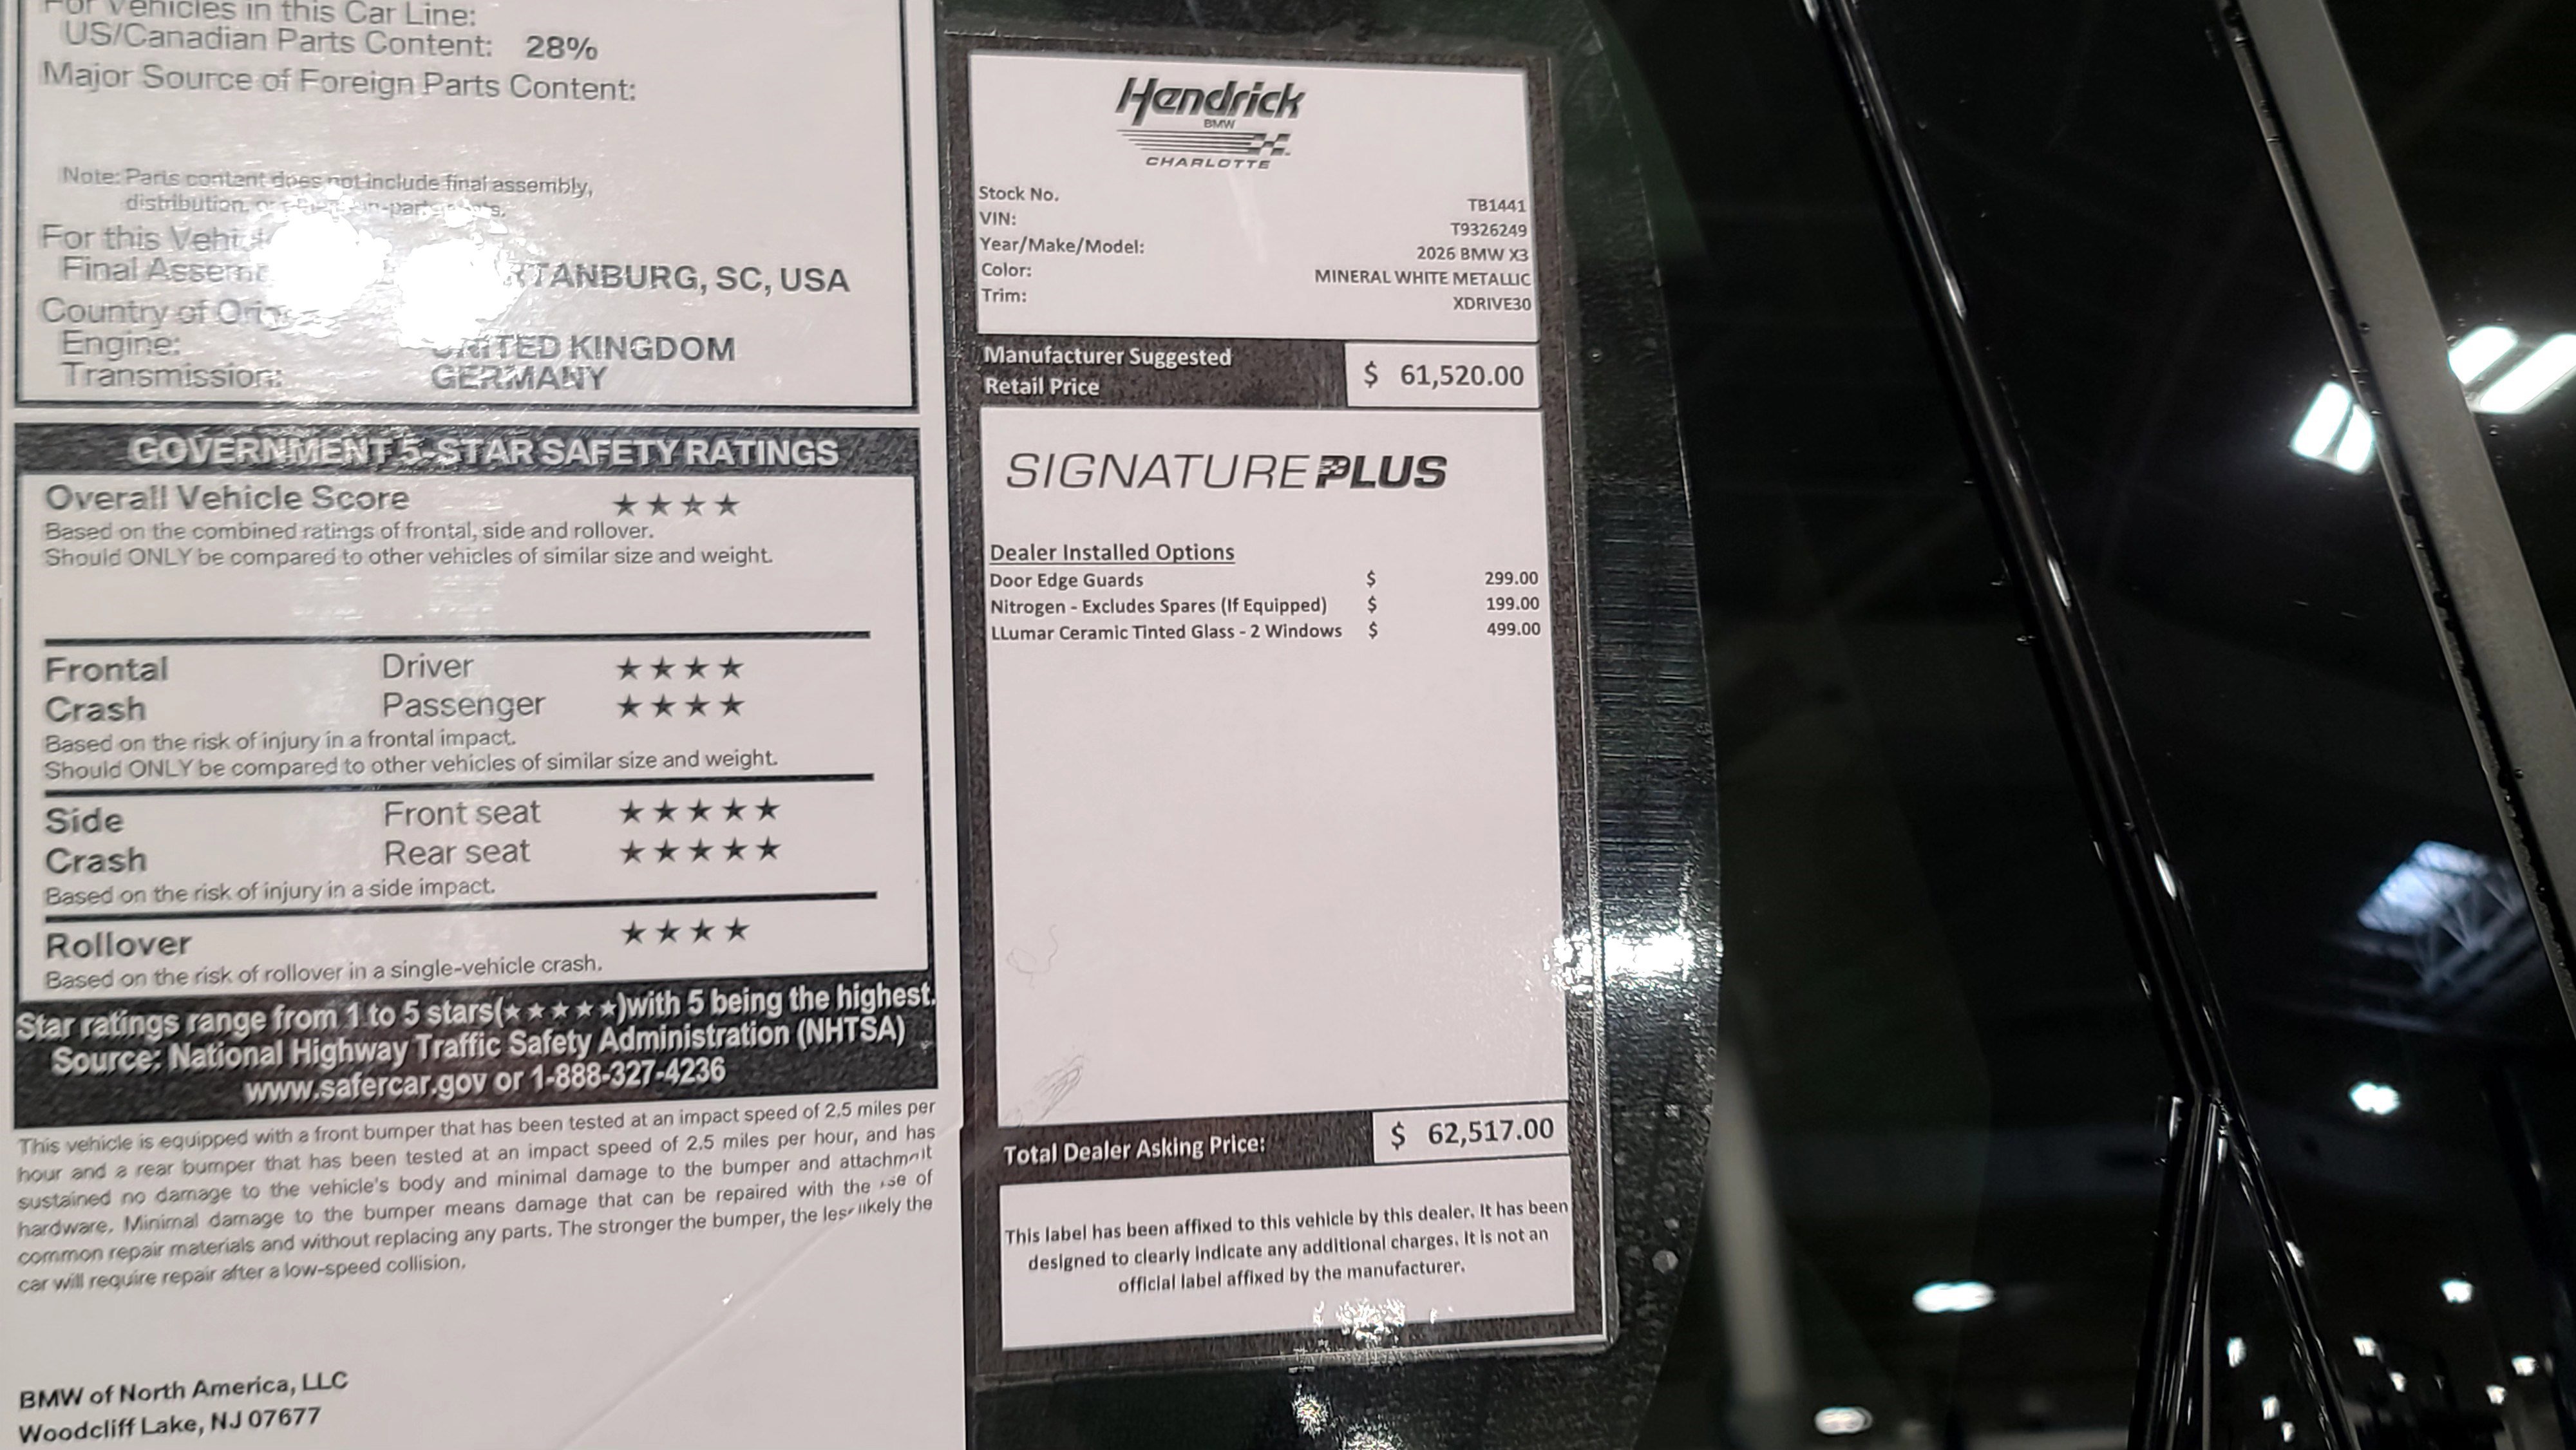 For Vehicles in this Car Line:
US/Canadian Parts Content: 28%
Major Source of Foreign Parts Content:
Note: Parts content does not include final assembly,
distribution,
For this
Final
SC, USA
Country of
Engine: UNITED KINGDOM
Transmission: GERMANY
GOVERNMENT 5-STAR SAFETY RATINGS
Overall Vehicle Score ★★★★
Based on the combined ratings of frontal, side and rollover.
Should ONLY be compared to other vehicles of similar size and weight.
Frontal Driver ★★★★
Crash Passenger ★★★★
Based on the risk of injury in a frontal impact.
Should ONLY be compared to other vehicles of similar size and weight.
Side Front seat ★★★★★
Crash Rear seat ★★★★★
Based on the risk of injury in a side impact.
Rollover ★★★★
Based on the risk of rollover in a single-vehicle crash.
Star ratings range from 1 to 5 stars(★★★★★)with 5 being the highest.
Source: National Highway Traffic Safety Administration (NHTSA)
www.safercar.gov or 1-888-327-4236
This vehicle is equipped with a front bumper that has been tested at an impact speed of 2.5 miles per
hour and a rear bumper that has been tested at an impact speed of 2.5 miles per hour, and has
sustained no damage to the vehicle's body and minimal damage to the bumper and attachment
hardware. Minimal damage to the bumper means damage that can be repaired with the use of
common repair materials and without replacing any parts. The stronger the bumper, the less likely the
car will require repair after a low-speed collision.
BMW of North America, LLC
Woodcliff Lake, NJ 07677
Hendrick
BMW
CHARLOTTE
Stock No. TB1441
VIN: T9326249
Year/Make/Model: 2026 BMW X3
Color: MINERAL WHITE METALLIC
Trim: XDRIVE30
Manufacturer Suggested
Retail Price $ 61,520.00
SIGNATUREPLUS
Dealer Installed Options
Door Edge Guards $ 299.00
Nitrogen - Excludes Spares (If Equipped) $ 199.00
LLumar Ceramic Tinted Glass - 2 Windows $ 499.00
Total Dealer Asking Price: $ 62,517.00
This label has been affixed to this vehicle by this dealer. It has been
designed to clearly indicate any additional charges. It is not an
official label affixed by the manufacturer.